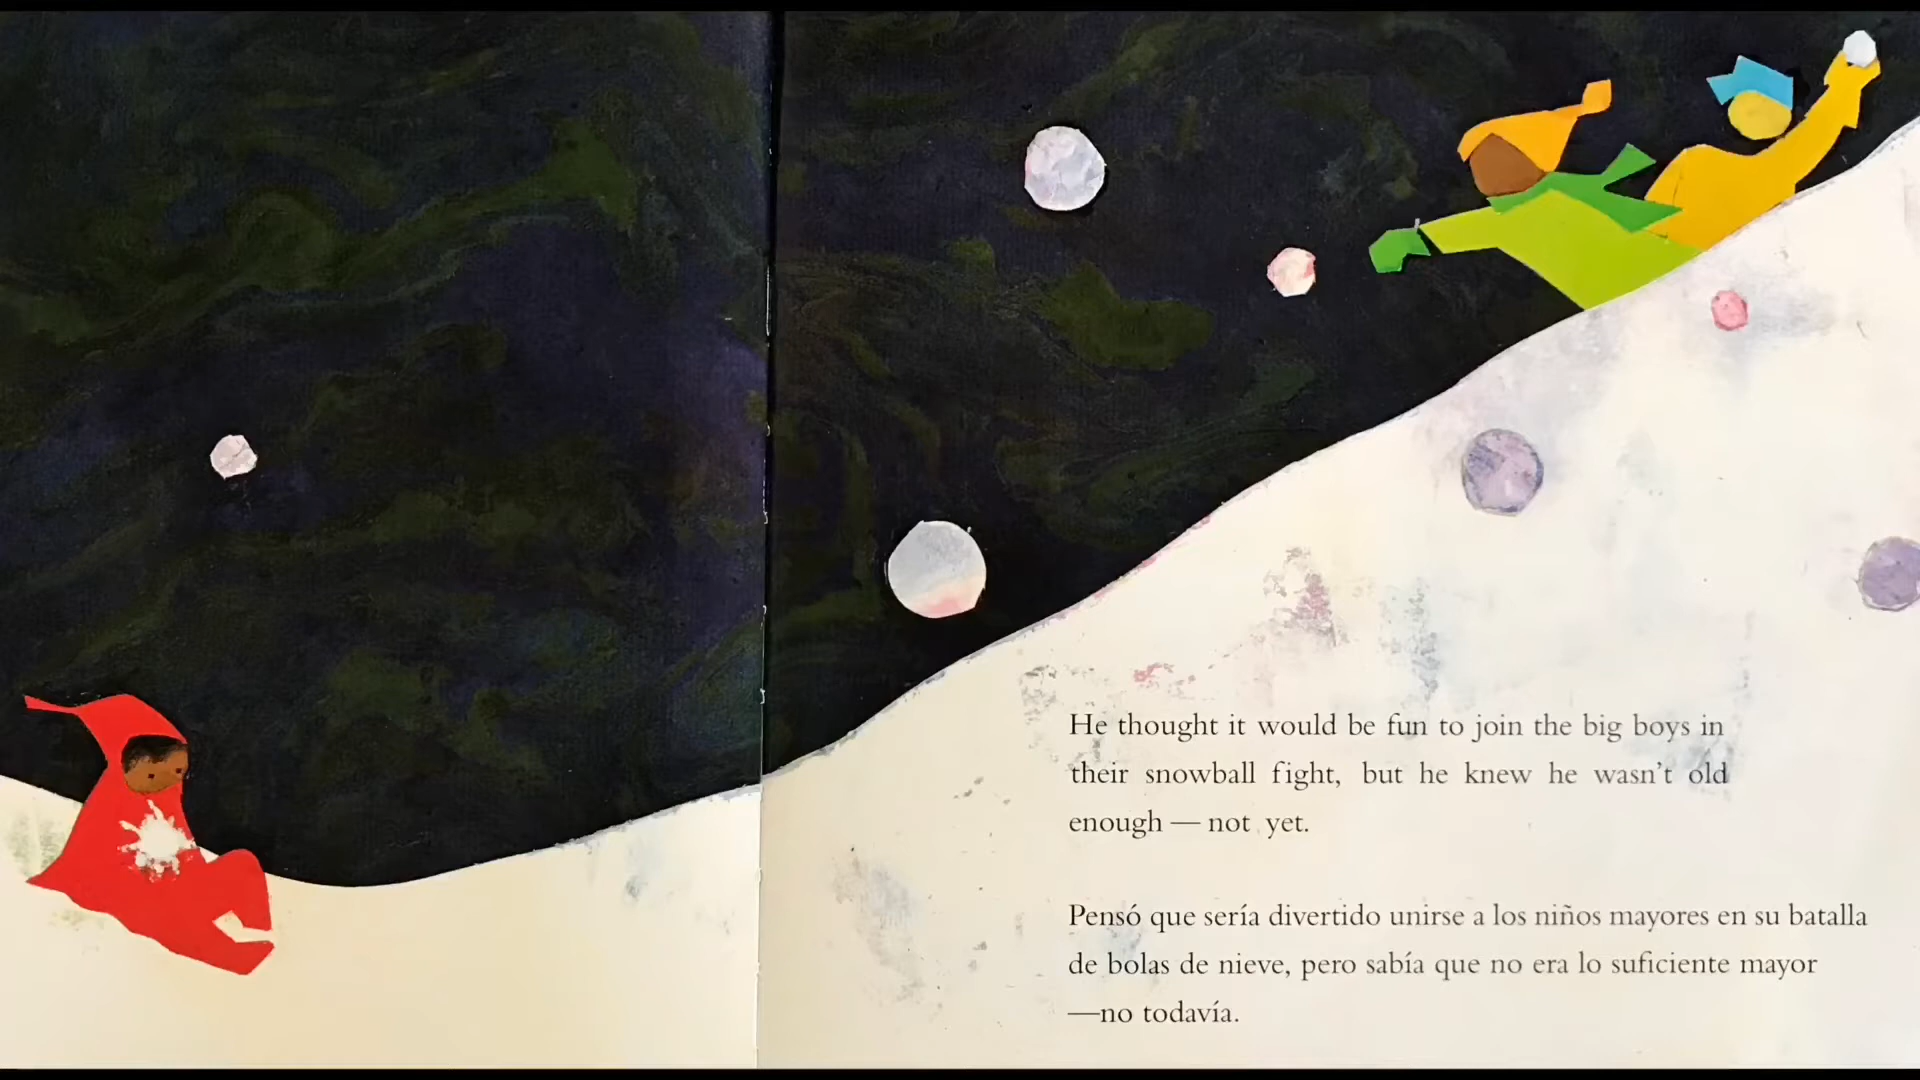 He thought it would be fun to join the big boys in
their snowball fight, but he knew he wasn't old
enough — not yet.
Pensó que sería divertido unirse a los niños mayores en su batalla
de bolas de nieve, pero sabía que no era lo suficiente mayor
—no todavía.